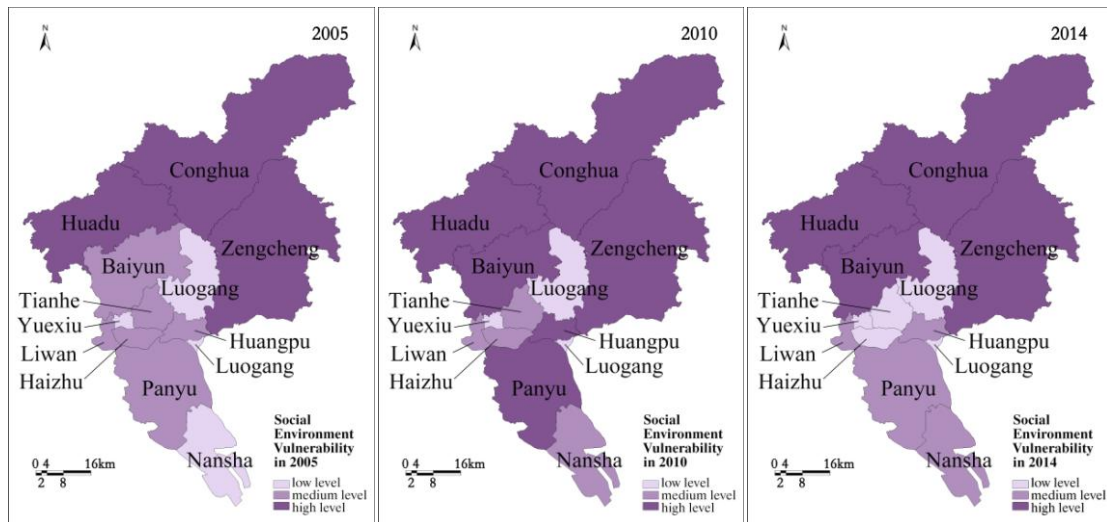 N
2005
Conghua
Huadu
Zengcheng
Baiyun
Luogang
Tianhe
Yuexiu
Huangpu
Liwan
Luogang
Haizhu
Panyu
Nansha
Social
Environment
Vulnerability
in 2005
low level
medium level
high level
0 4 16km
2 8
N
2010
Conghua
Huadu
Zengcheng
Baiyun
Luogang
Tianhe
Yuexiu
Huangpu
Liwan
Luogang
Haizhu
Panyu
Nansha
Social
Environment
Vulnerability
in 2010
low level
medium level
high level
0 4 16km
2 8
N
2014
Conghua
Huadu
Zengcheng
Baiyun
Luogang
Tianhe
Yuexiu
Huangpu
Liwan
Luogang
Haizhu
Panyu
Nansha
Social
Environment
Vulnerability
in 2014
low level
medium level
high level
0 4 16km
2 8